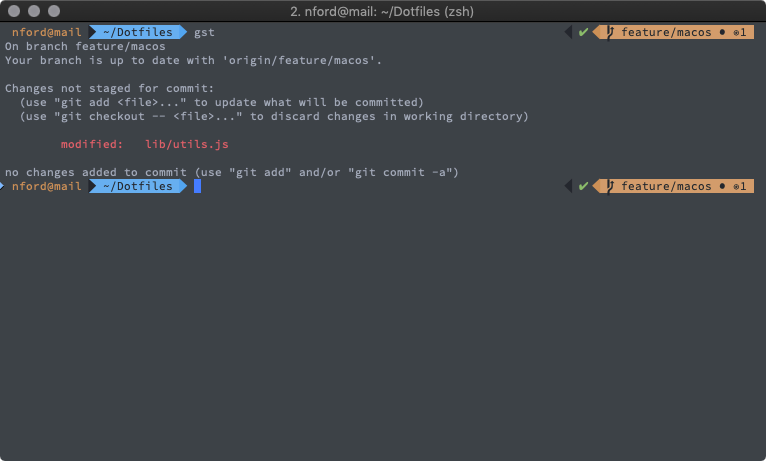 2. nford@mail: ~/Dotfiles (zsh)
nford@mail ~/Dotfiles gst ✔ feature/macos ● ⊛1
On branch feature/macos
Your branch is up to date with 'origin/feature/macos'.
Changes not staged for commit:
(use "git add <file>..." to update what will be committed)
(use "git checkout -- <file>..." to discard changes in working directory)
modified: lib/utils.js
no changes added to commit (use "git add" and/or "git commit -a")
nford@mail ~/Dotfiles ✔ feature/macos ● ⊛1